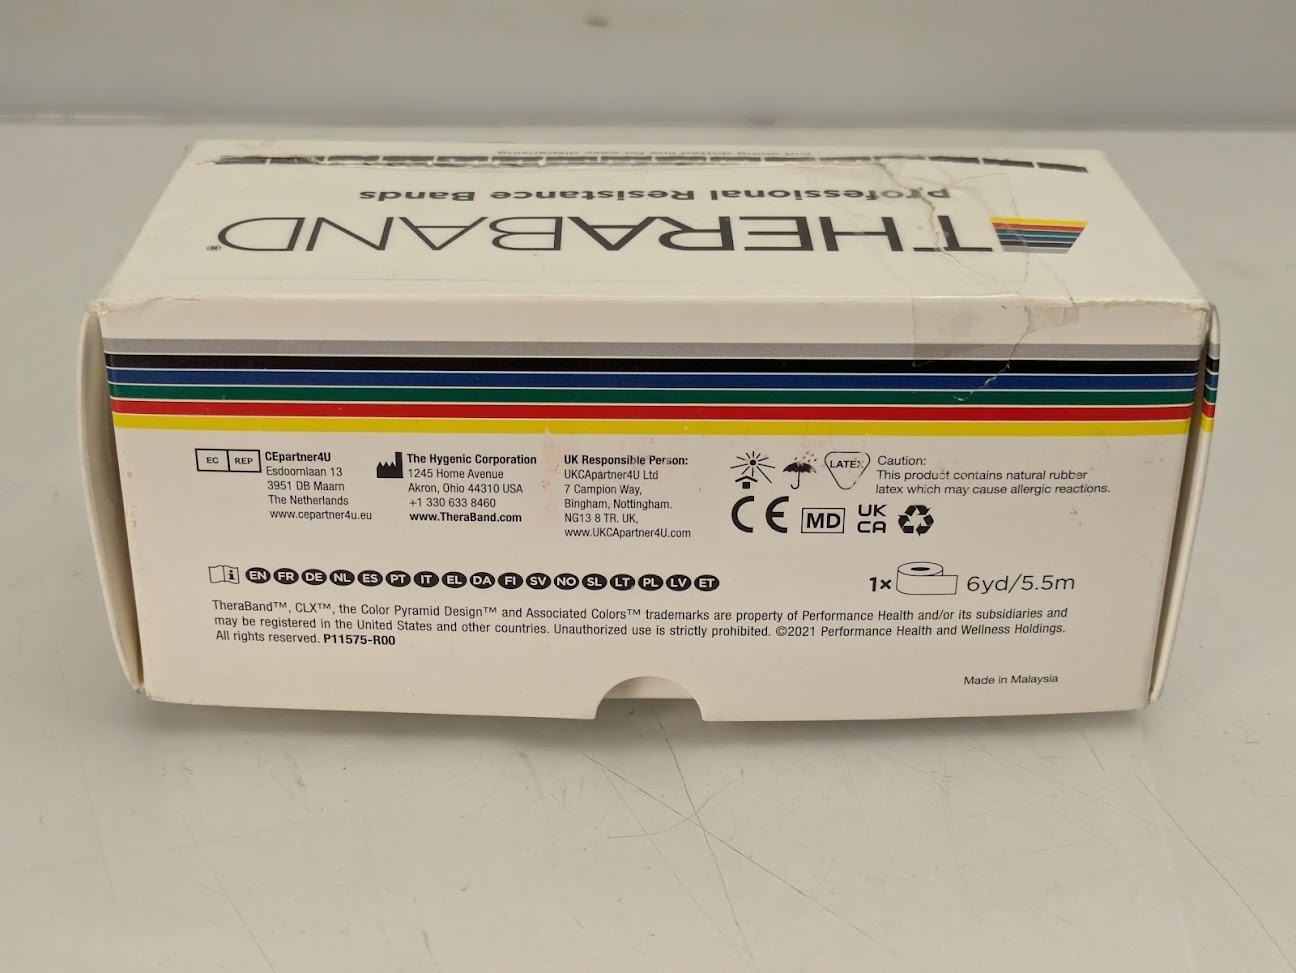 Cut along dotted line for easy dispensing
professional Resistance Bands
THERABAND®
EC REP
CEpartner4U
Esdoornlaan 13
3951 DB Maarn
The Netherlands
www.cepartner4u.eu
The Hygenic Corporation
1245 Home Avenue
Akron, Ohio 44310 USA
+1 330 633 8460
www.TheraBand.com
UK Responsible Person:
UKCApartner4U Ltd
7 Campion Way,
Bingham, Nottingham.
NG13 8 TR. UK,
www.UKCApartner4U.com
LATEX
Caution:
This product contains natural rubber
latex which may cause allergic reactions.
CE MD UK
CA
EN FR DE NL ES PT IT EL DA FI SV NO SL LT PL LV ET
1× 6yd/5.5m
TheraBand™, CLX™, the Color Pyramid Design™ and Associated Colors™ trademarks are property of Performance Health and/or its subsidiaries and
may be registered in the United States and other countries. Unauthorized use is strictly prohibited. ©2021 Performance Health and Wellness Holdings.
All rights reserved. P11575-R00
Made in Malaysia